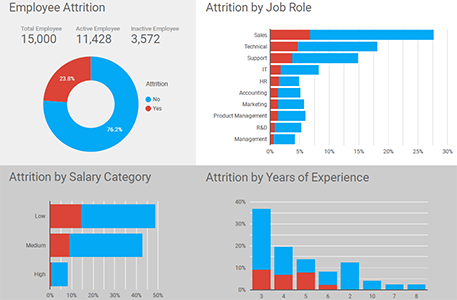 Employee Attrition
Total Employee Active Employee Inactive Employee
15,000 11,428 3,572
23.8%
76.2%
Attrition
No
Yes
Attrition by Job Role
Sales
Technical
Support
IT
HR
Accounting
Marketing
Product Management
R&D
Management
0% 5% 10% 15% 20% 25% 30%
Attrition by Salary Category
Low
Medium
High
0% 10% 20% 30% 40% 50%
Attrition by Years of Experience
40%
20%
0%
3 4 5 6 2 10 7 8